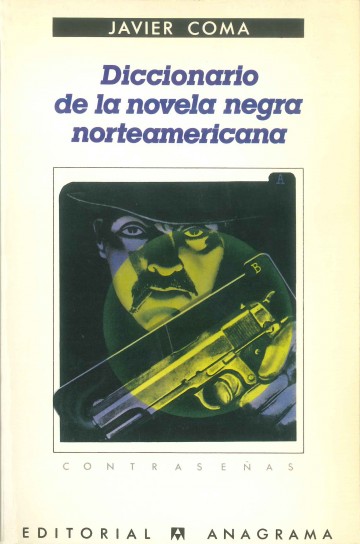 JAVIER COMA
Diccionario
de la novela negra
norteamericana
A
B
CONTRASEÑAS
EDITORIAL A ANAGRAMA